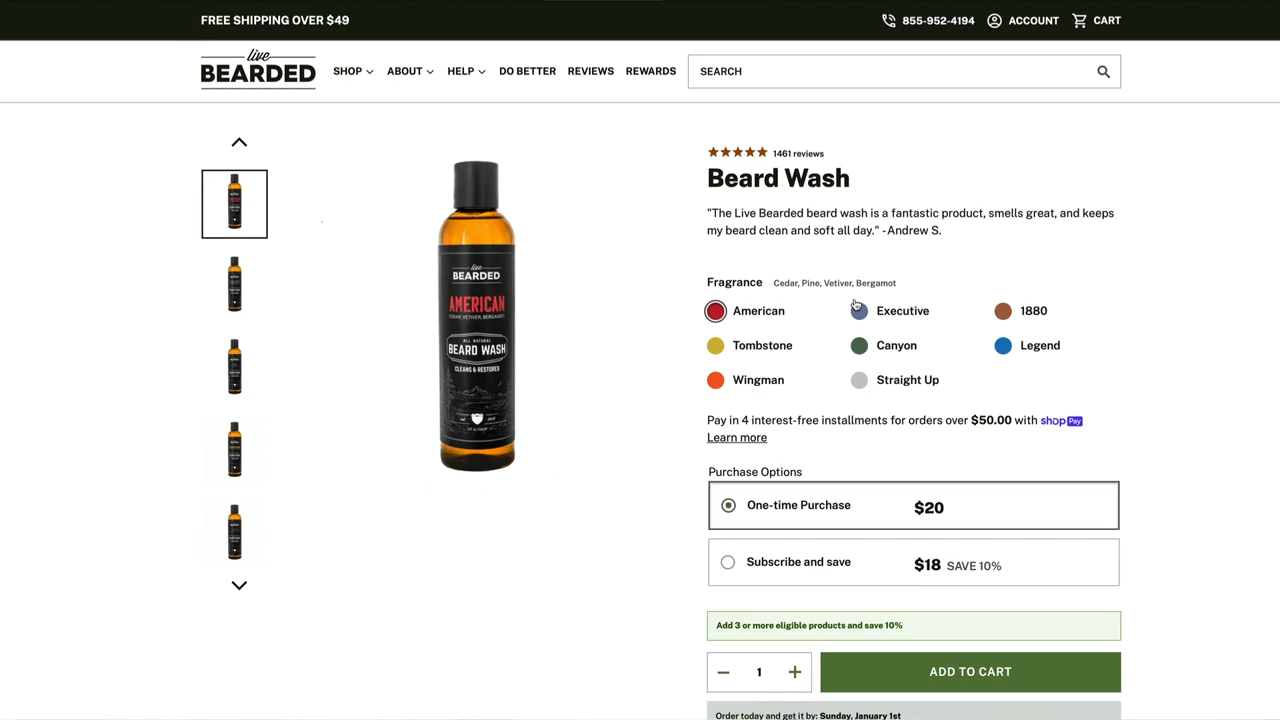 FREE SHIPPING OVER $49
855-952-4194
ACCOUNT
CART
live
BEARDED
SHOP
ABOUT
HELP
DO BETTER
REVIEWS
REWARDS
SEARCH
1461 reviews
Beard Wash
"The Live Bearded beard wash is a fantastic product, smells great, and keeps
my beard clean and soft all day." - Andrew S.
Fragrance Cedar, Pine, Vetiver, Bergamot
American
Executive
1880
Tombstone
Canyon
Legend
Wingman
Straight Up
Pay in 4 interest-free installments for orders over $50.00 with shop Pay
Learn more
Purchase Options
One-time Purchase $20
Subscribe and save $18 SAVE 10%
Add 3 or more eligible products and save 10%
1
ADD TO CART
Order today and get it by: Sunday, January 1st
live
BEARDED
AMERICAN
CEDAR, VETIVER, BERGAMOT
ALL NATURAL
BEARD WASH
CLEANS & RESTORES